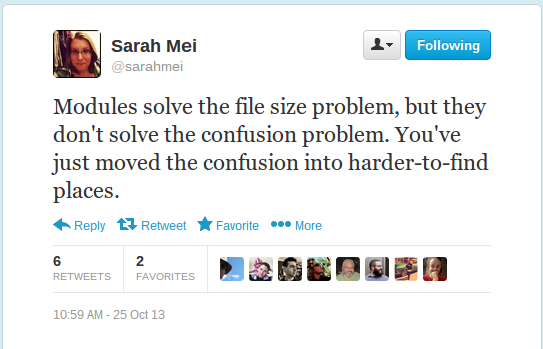 Sarah Mei
Following
@sarahmei
Modules solve the file size problem, but they
don't solve the confusion problem. You've
just moved the confusion into harder-to-find
places.
Reply Retweet Favorite More
6 2
RETWEETS FAVORITES
10:59 AM - 25 Oct 13